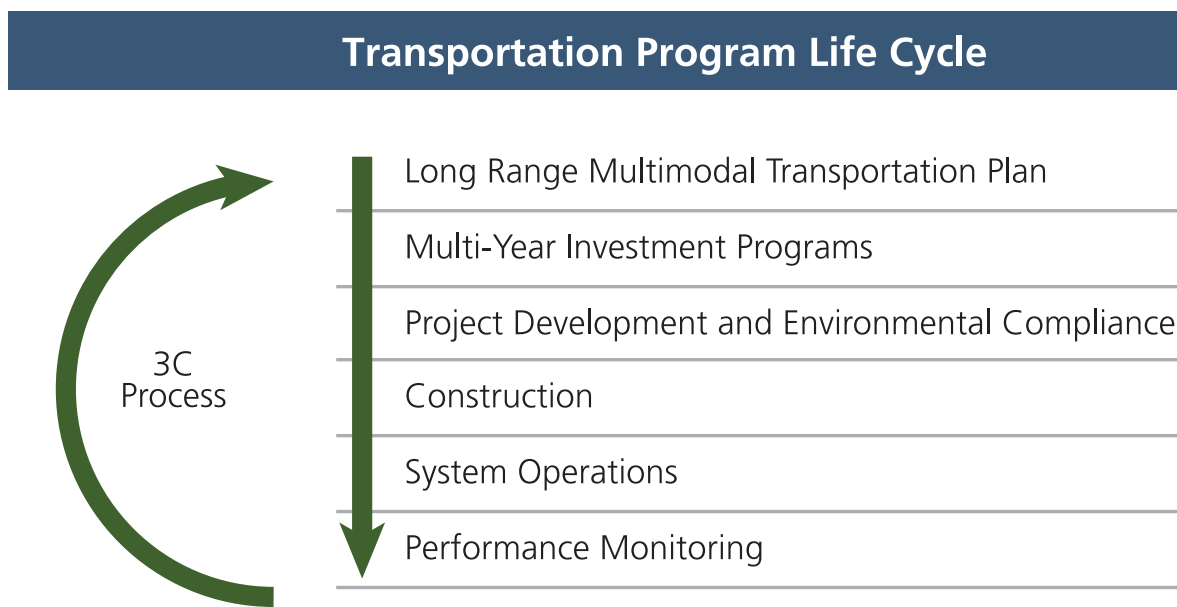 Transportation Program Life Cycle
Long Range Multimodal Transportation Plan
Multi-Year Investment Programs
Project Development and Environmental Compliance
3C
Process
Construction
System Operations
Performance Monitoring